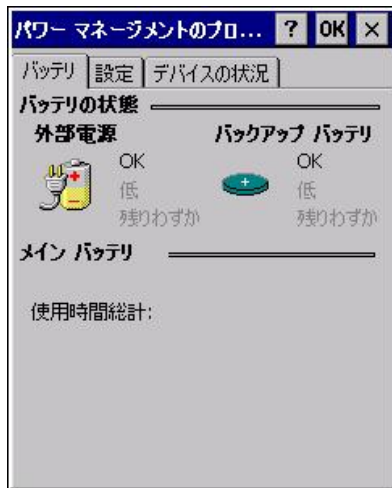 パワー マネージメントのプロ... ? OK ×
バッテリ 設定 デバイスの状況
バッテリの状態
外部電源 バックアップ バッテリ
OK OK
低 低
残りわずか 残りわずか
メイン バッテリ
使用時間総計: